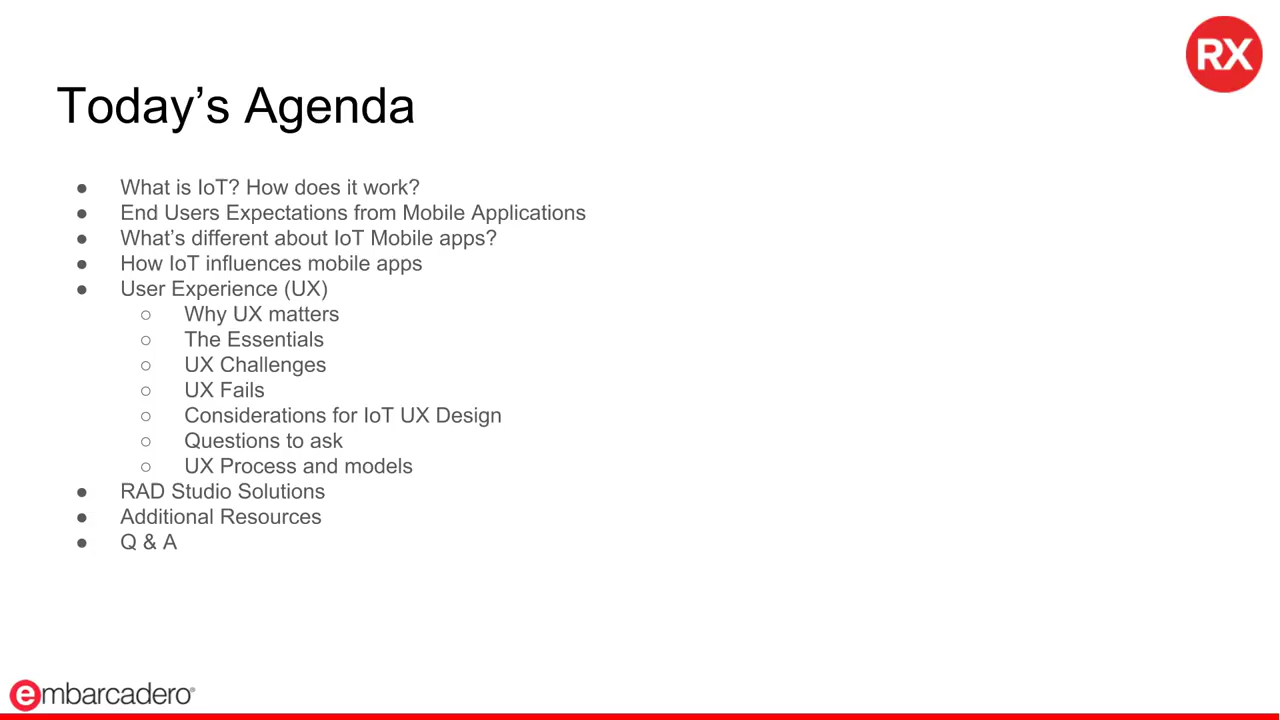 RX
Today’s Agenda
● What is IoT? How does it work?
● End Users Expectations from Mobile Applications
● What’s different about IoT Mobile apps?
● How IoT influences mobile apps
● User Experience (UX)
○ Why UX matters
○ The Essentials
○ UX Challenges
○ UX Fails
○ Considerations for IoT UX Design
○ Questions to ask
○ UX Process and models
● RAD Studio Solutions
● Additional Resources
● Q & A
embarcadero®